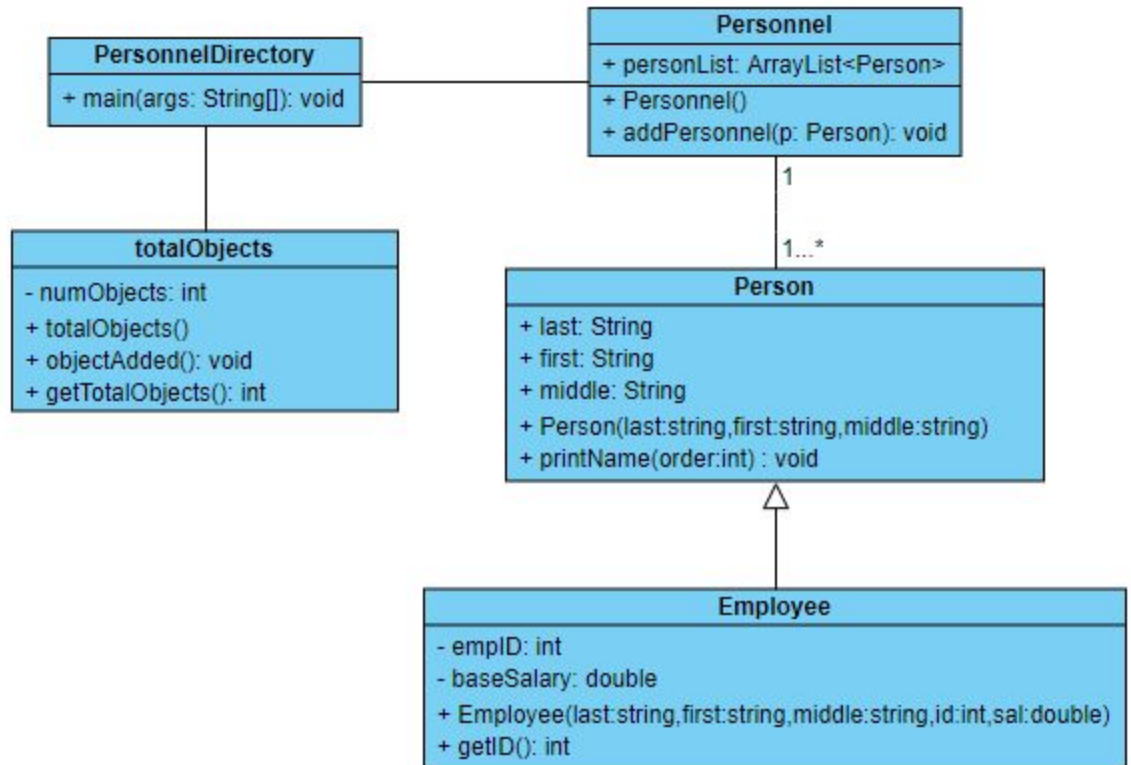 PersonnelDirectory
+ main(args: String[]): void
Personnel
+ personList: ArrayList<Person>
+ Personnel()
+ addPersonnel(p: Person): void
1
1...*
totalObjects
- numObjects: int
+ totalObjects()
+ objectAdded(): void
+ getTotalObjects(): int
Person
+ last: String
+ first: String
+ middle: String
+ Person(last:string,first:string,middle:string)
+ printName(order:int) : void
Employee
- empID: int
- baseSalary: double
+ Employee(last:string,first:string,middle:string,id:int,sal:double)
+ getID(): int